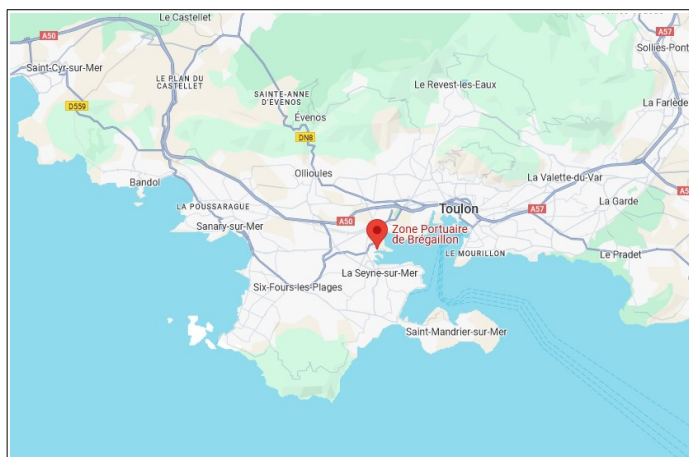 Le Castellet
A50
A57
Solliès-Pont
Saint-Cyr-sur-Mer
LE PLAN DU
CASTELLET
Le Revest-les-Eaux
SAINTE-ANNE
D'EVENOS
La Farlède
D559
Évenos
DN8
Ollioules
La Valette-du-Var
Bandol
LA POUSSARAGUE
Toulon
La Garde
A50
A57
Sanary-sur-Mer
Zone Portuaire
de Brégaillon
LE MOURILLON
Le Pradet
La Seyne-sur-Mer
Six-Fours-les-Plages
Saint-Mandrier-sur-Mer